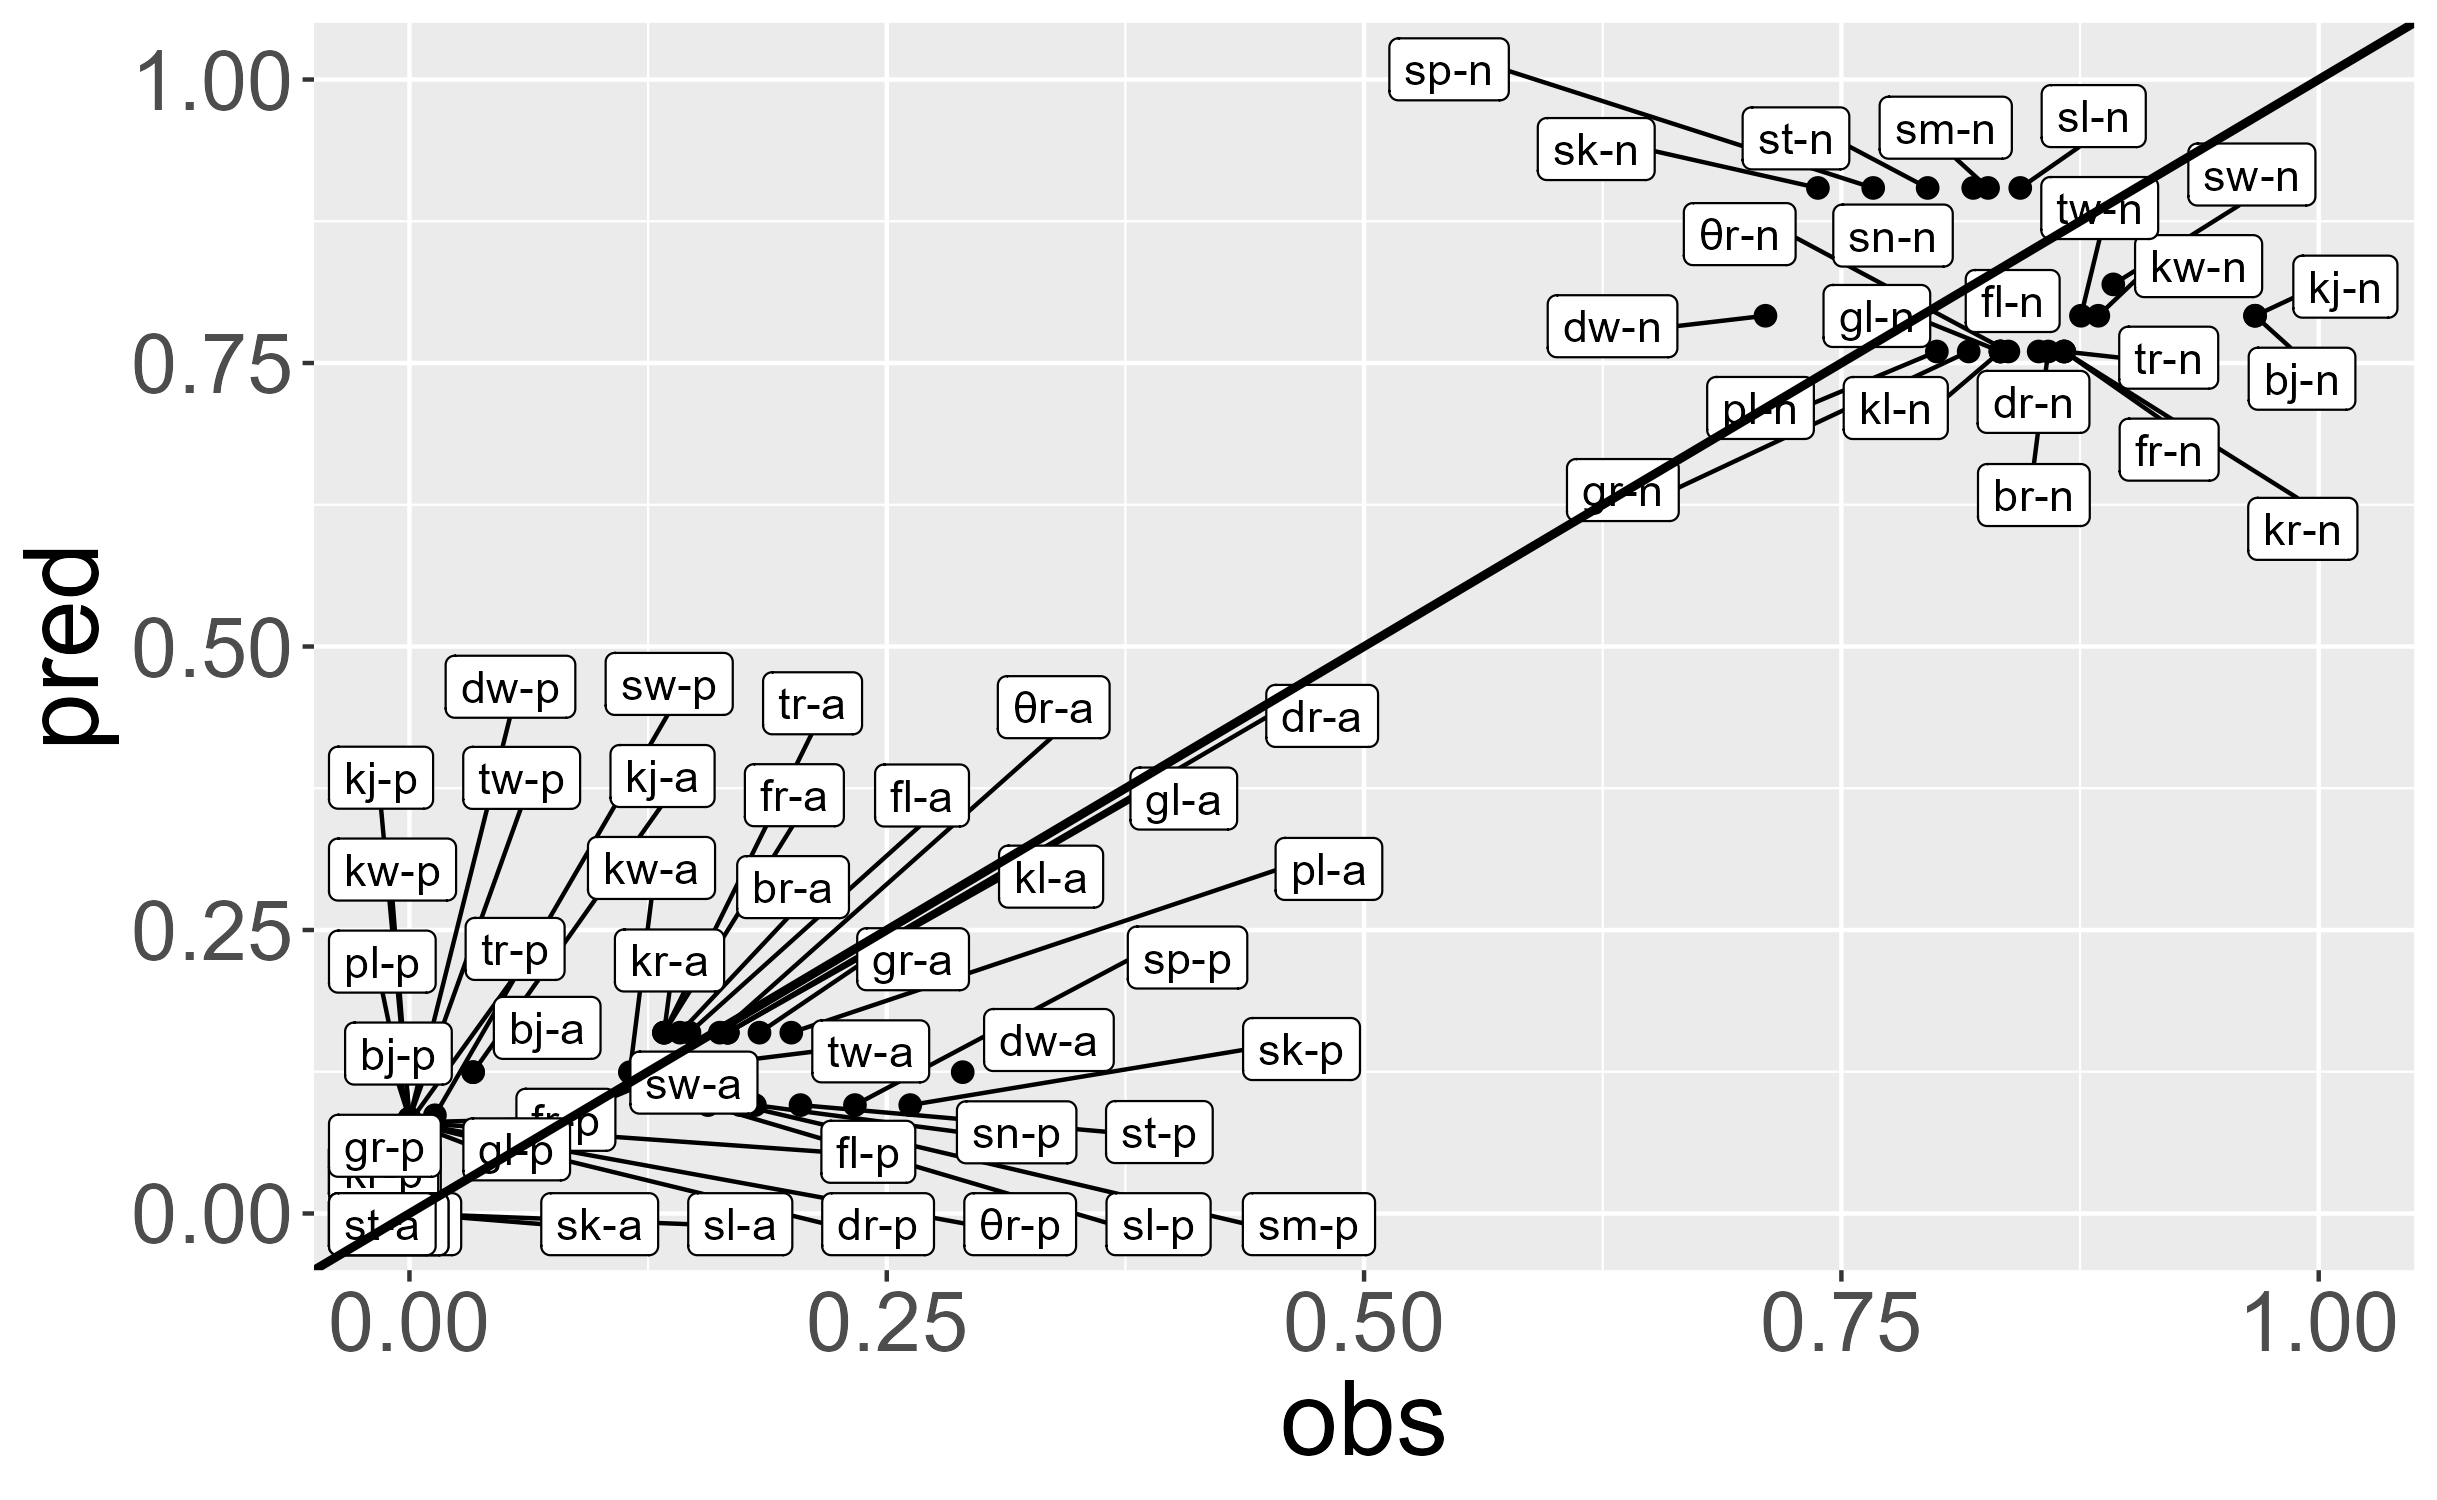 pred
1.00
0.75
0.50
0.25
0.00
sp-n
sk-n
st-n
sm-n
sl-n
sw-n
tw-n
θr-n
sn-n
kw-n
kj-n
dw-n
gl-n
fl-n
tr-n
bj-n
pl-n
kl-n
dr-n
fr-n
gr-n
br-n
kr-n
dw-p
sw-p
tr-a
θr-a
dr-a
kj-p
tw-p
kj-a
fr-a
fl-a
gl-a
kw-p
kw-a
br-a
kl-a
pl-a
pl-p
tr-p
kr-a
gr-a
sp-p
bj-p
bj-a
tw-a
dw-a
sk-p
sw-a
fr-p
gr-p
gl-p
fl-p
sn-p
st-p
kr-p
st-a
sk-a
sl-a
dr-p
θr-p
sl-p
sm-p
0.00
0.25
0.50
0.75
1.00
obs